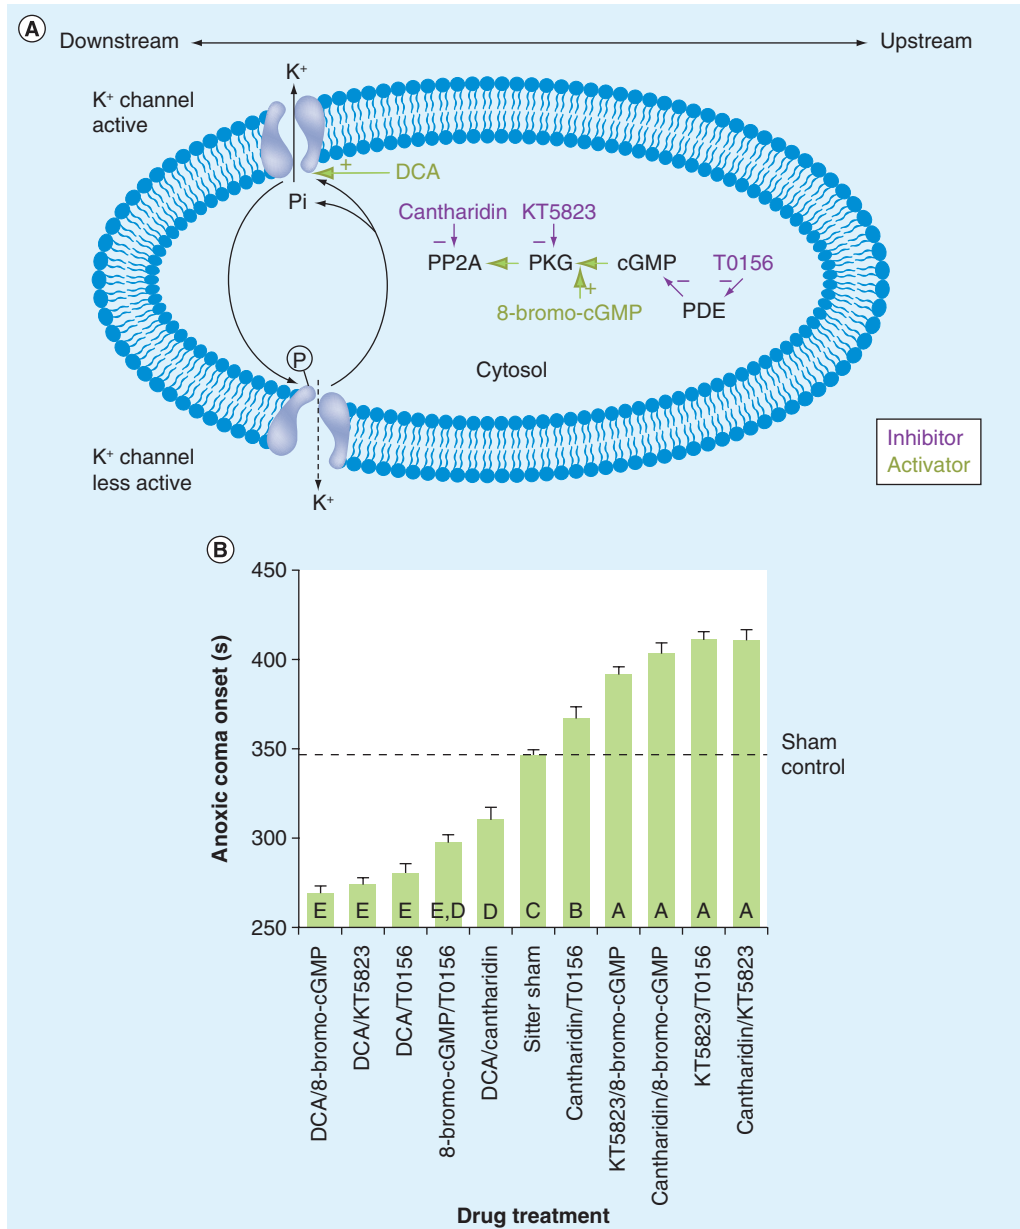 A
Downstream
Upstream
K⁺
K⁺ channel
active
+
DCA
Pi
Cantharidin
KT5823
−
−
PP2A
PKG
cGMP
T0156
+
−
−
8-bromo-cGMP
PDE
P
Cytosol
K⁺ channel
less active
K⁺
Inhibitor
Activator
B
450
400
350
300
250
Anoxic coma onset (s)
Sham
control
E
E
E
E,D
D
C
B
A
A
A
A
DCA/8-bromo-cGMP
DCA/KT5823
DCA/T0156
8-bromo-cGMP/T0156
DCA/cantharidin
Sitter sham
Cantharidin/T0156
KT5823/8-bromo-cGMP
Cantharidin/8-bromo-cGMP
KT5823/T0156
Cantharidin/KT5823
Drug treatment